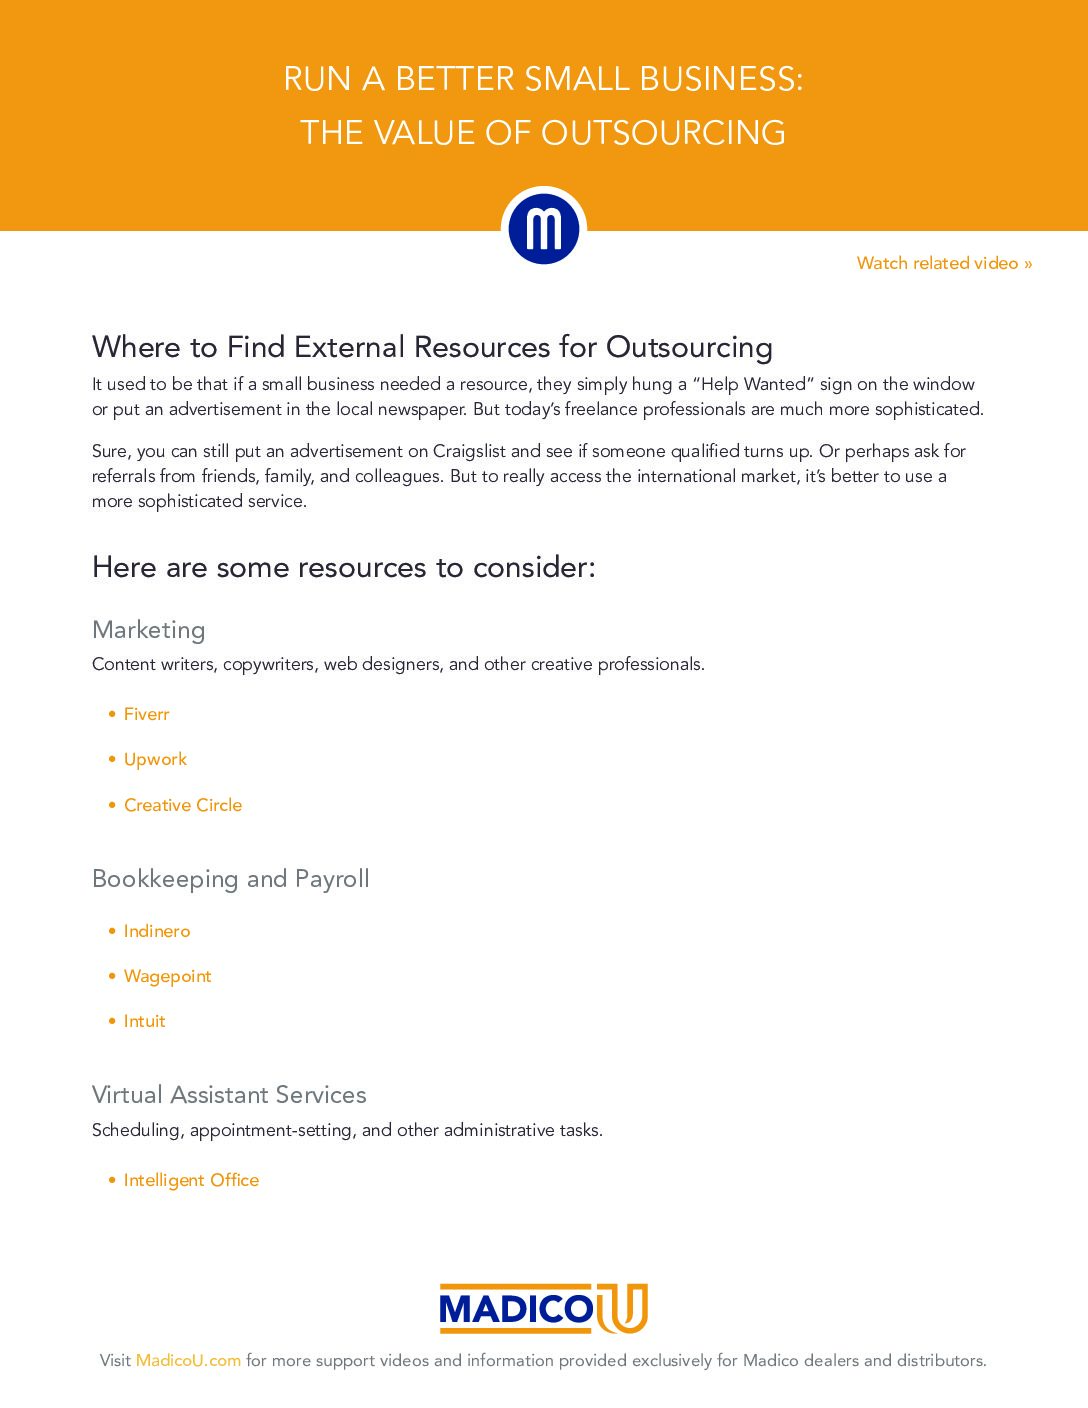 RUN A BETTER SMALL BUSINESS:
THE VALUE OF OUTSOURCING
m
Watch related video »
Where to Find External Resources for Outsourcing
It used to be that if a small business needed a resource, they simply hung a “Help Wanted” sign on the window
or put an advertisement in the local newspaper. But today’s freelance professionals are much more sophisticated.
Sure, you can still put an advertisement on Craigslist and see if someone qualified turns up. Or perhaps ask for
referrals from friends, family, and colleagues. But to really access the international market, it’s better to use a
more sophisticated service.
Here are some resources to consider:
Marketing
Content writers, copywriters, web designers, and other creative professionals.
• Fiverr
• Upwork
• Creative Circle
Bookkeeping and Payroll
• Indinero
• Wagepoint
• Intuit
Virtual Assistant Services
Scheduling, appointment-setting, and other administrative tasks.
• Intelligent Office
MADICO U
Visit MadicoU.com for more support videos and information provided exclusively for Madico dealers and distributors.